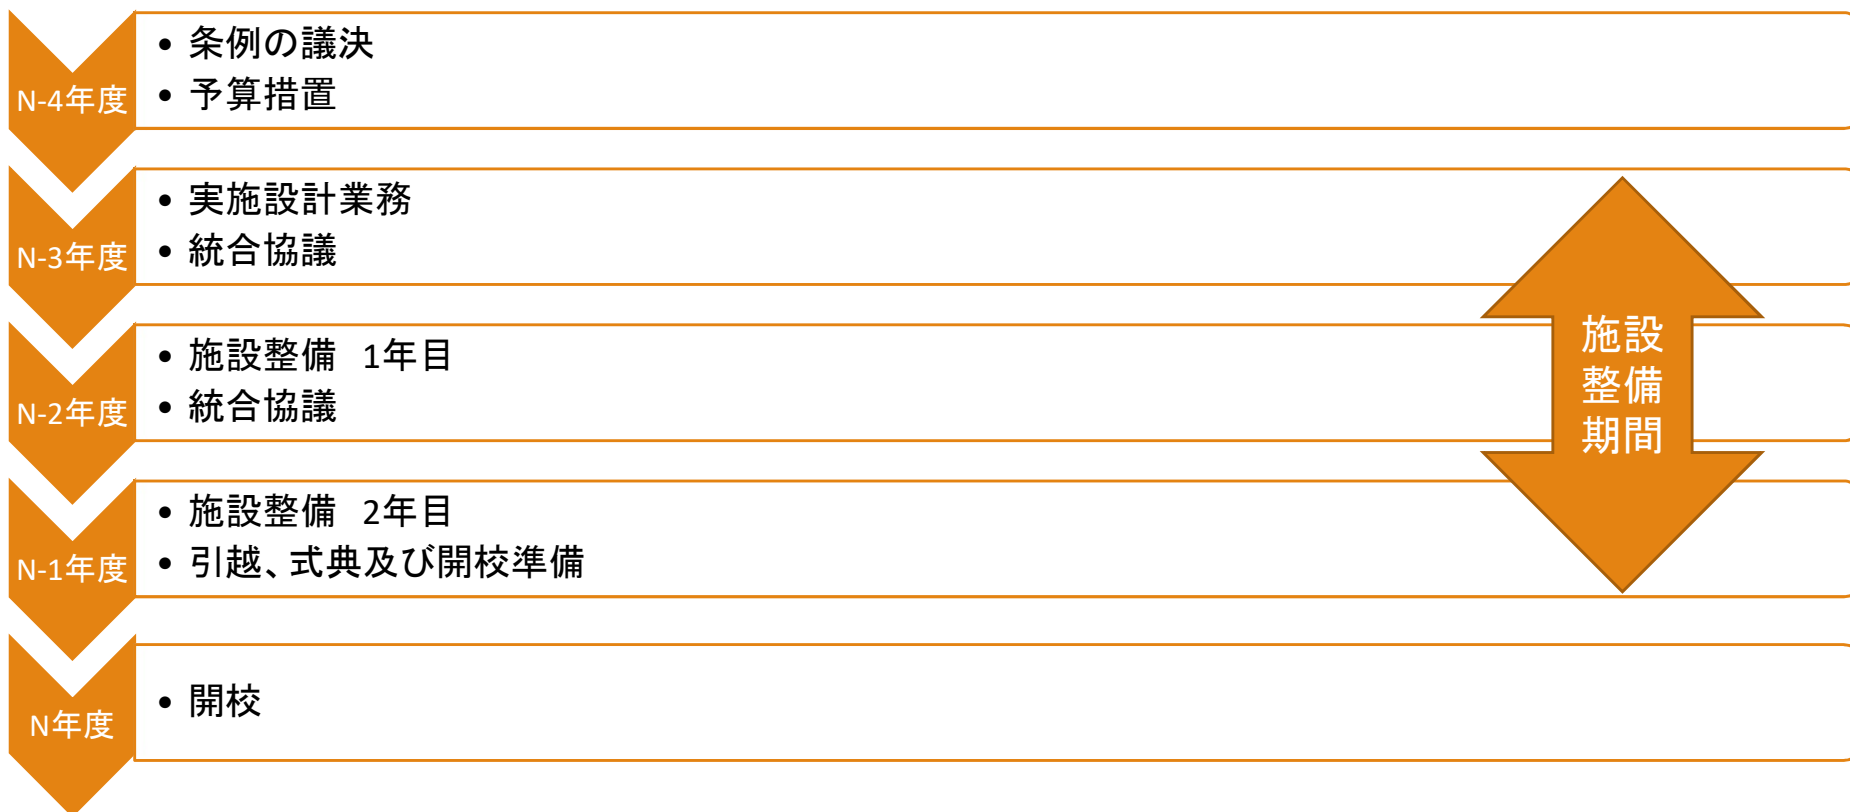 N-4年度
• 条例の議決
• 予算措置
N-3年度
• 実施設計業務
• 統合協議
N-2年度
• 施設整備　1年目
• 統合協議
N-1年度
• 施設整備　2年目
• 引越、式典及び開校準備
N年度
• 開校
施設
整備
期間